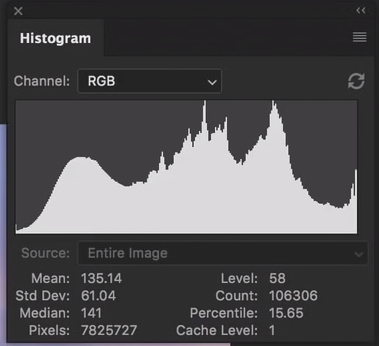 Histogram
Channel: RGB
Source: Entire Image
Mean: 135.14 Level: 58
Std Dev: 61.04 Count: 106306
Median: 141 Percentile: 15.65
Pixels: 7825727 Cache Level: 1